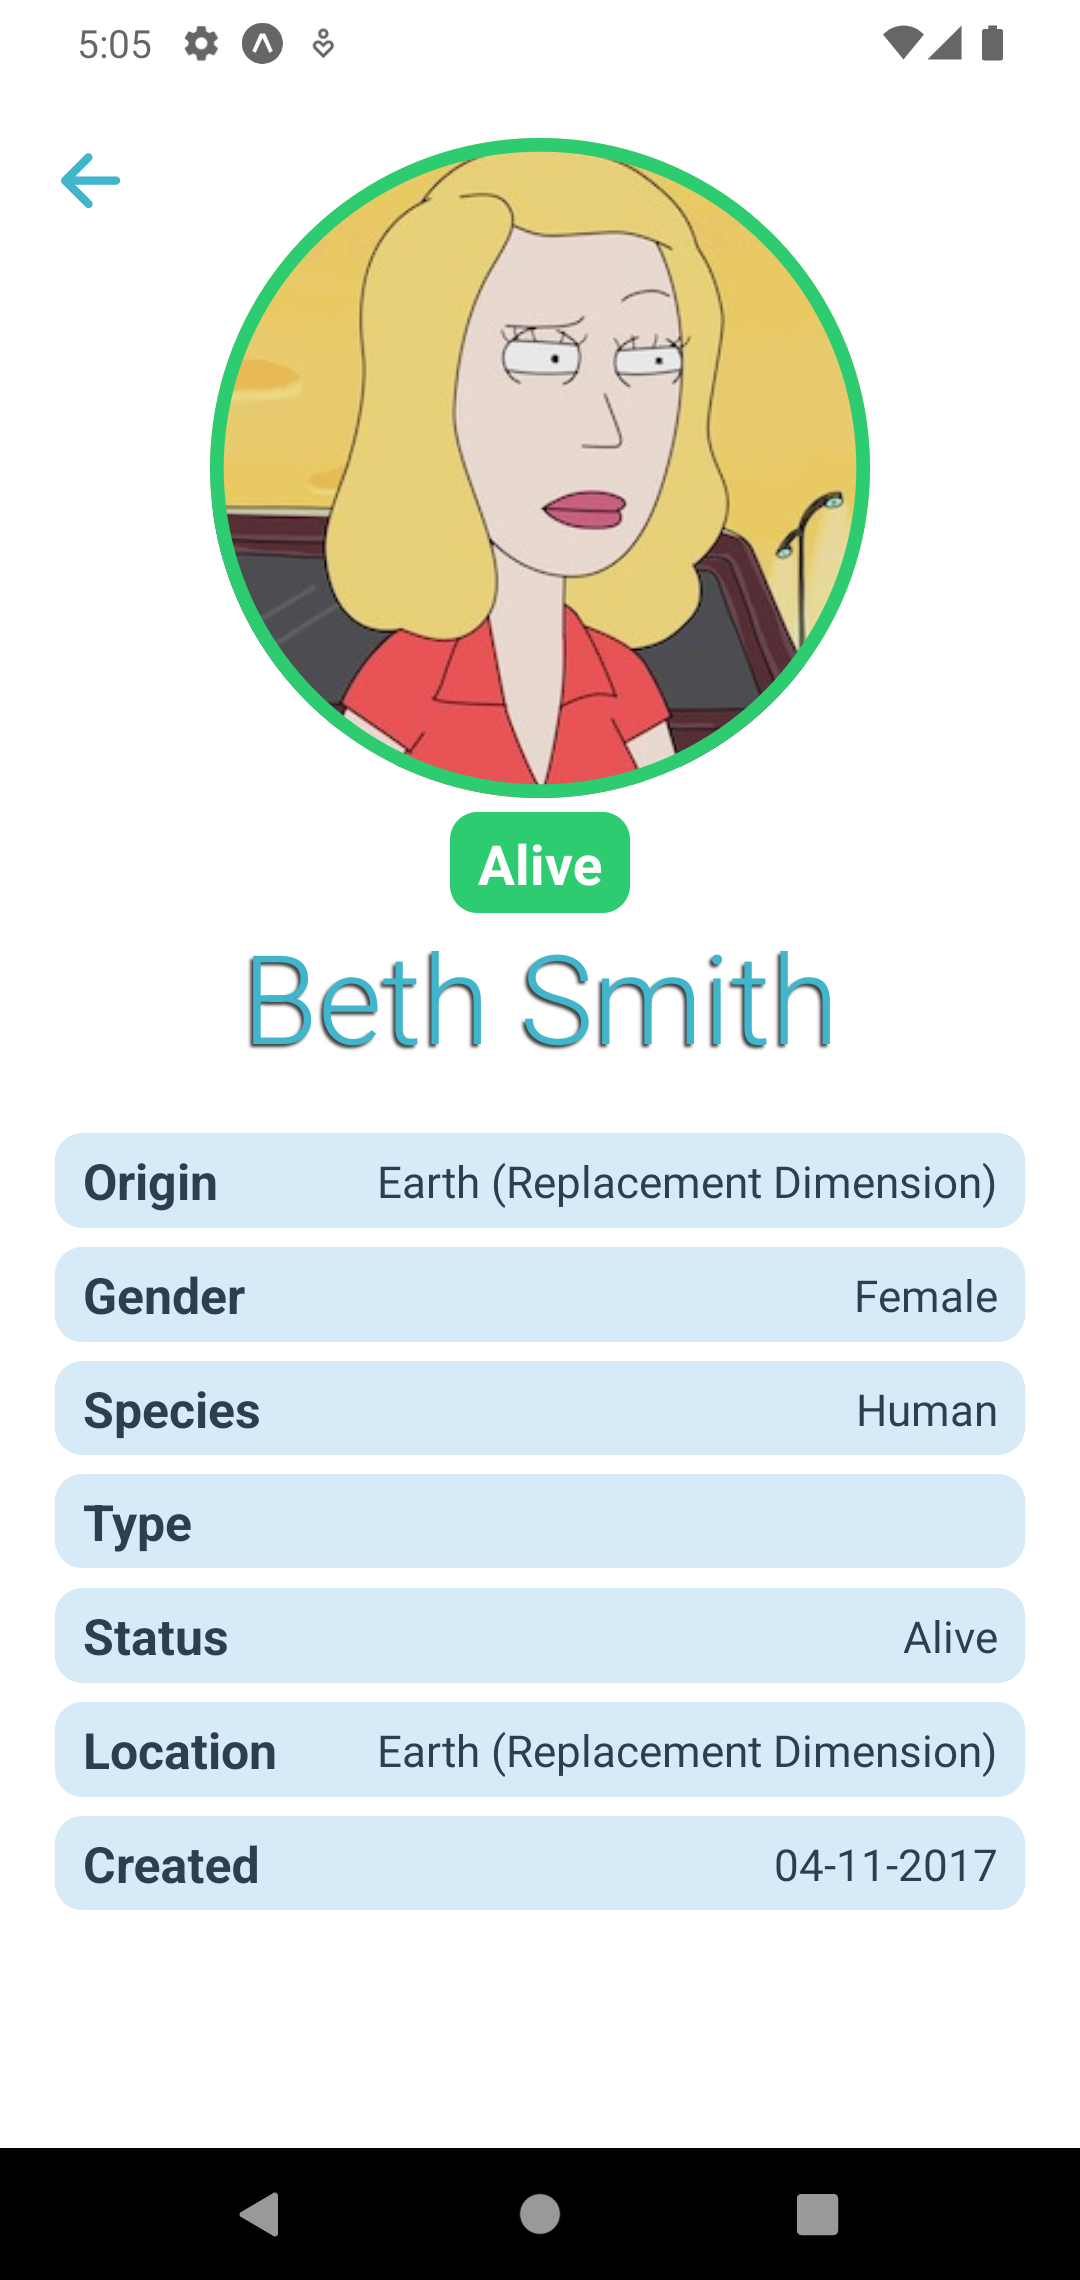 5:05
Alive
Beth Smith
Origin Earth (Replacement Dimension)
Gender Female
Species Human
Type
Status Alive
Location Earth (Replacement Dimension)
Created 04-11-2017